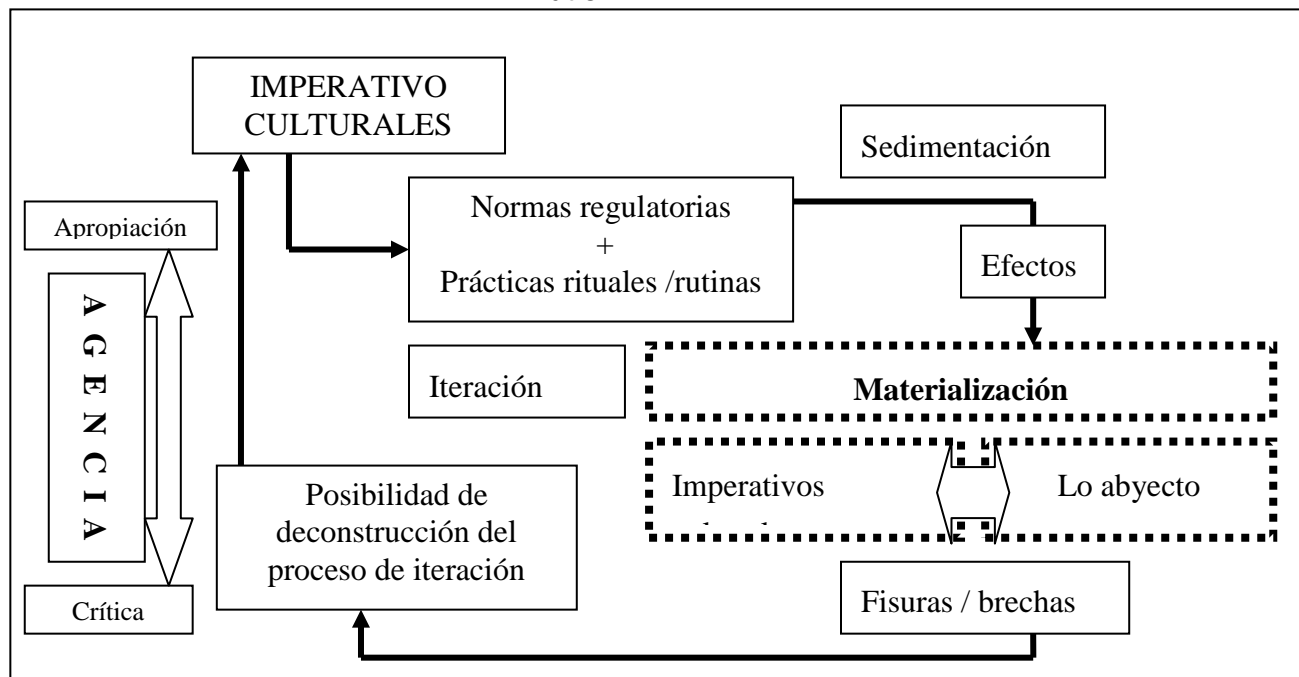 IMPERATIVO
CULTURALES
Sedimentación
Normas regulatorias
+
Prácticas rituales /rutinas
Apropiación
Efectos
AGENCIA
Iteración
Materialización
Imperativos
Lo abyecto
Posibilidad de
deconstrucción del
proceso de iteración
Crítica
Fisuras / brechas